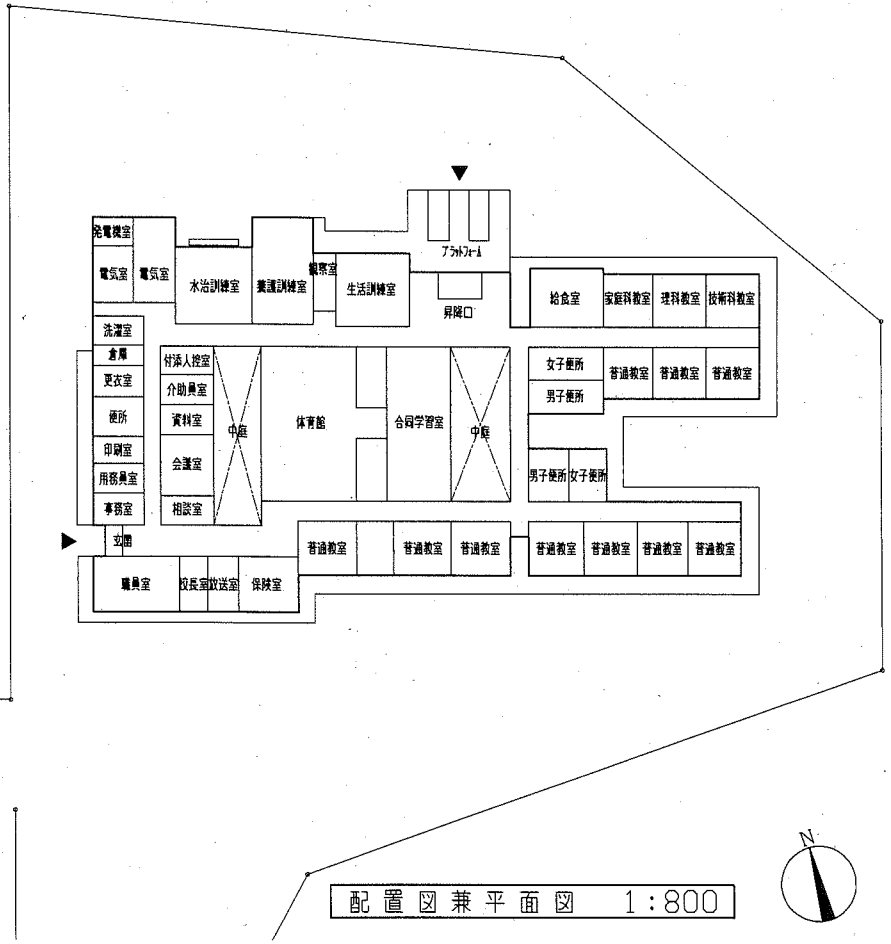 プラットフォーム
発電機室
電気室
電気室
水治訓練室
養護訓練室
観察室
生活訓練室
昇降口
給食室
家庭科教室
理科教室
技術科教室
洗濯室
倉庫
更衣室
便所
印刷室
用務員室
事務室
玄関
付添人控室
介助員室
資料室
会議室
相談室
中庭
体育館
合同学習室
中庭
女子便所
男子便所
普通教室
普通教室
普通教室
男子便所
女子便所
普通教室
普通教室
普通教室
普通教室
普通教室
普通教室
普通教室
職員室
校長室
放送室
保険室
N
配置図兼平面図 1:800